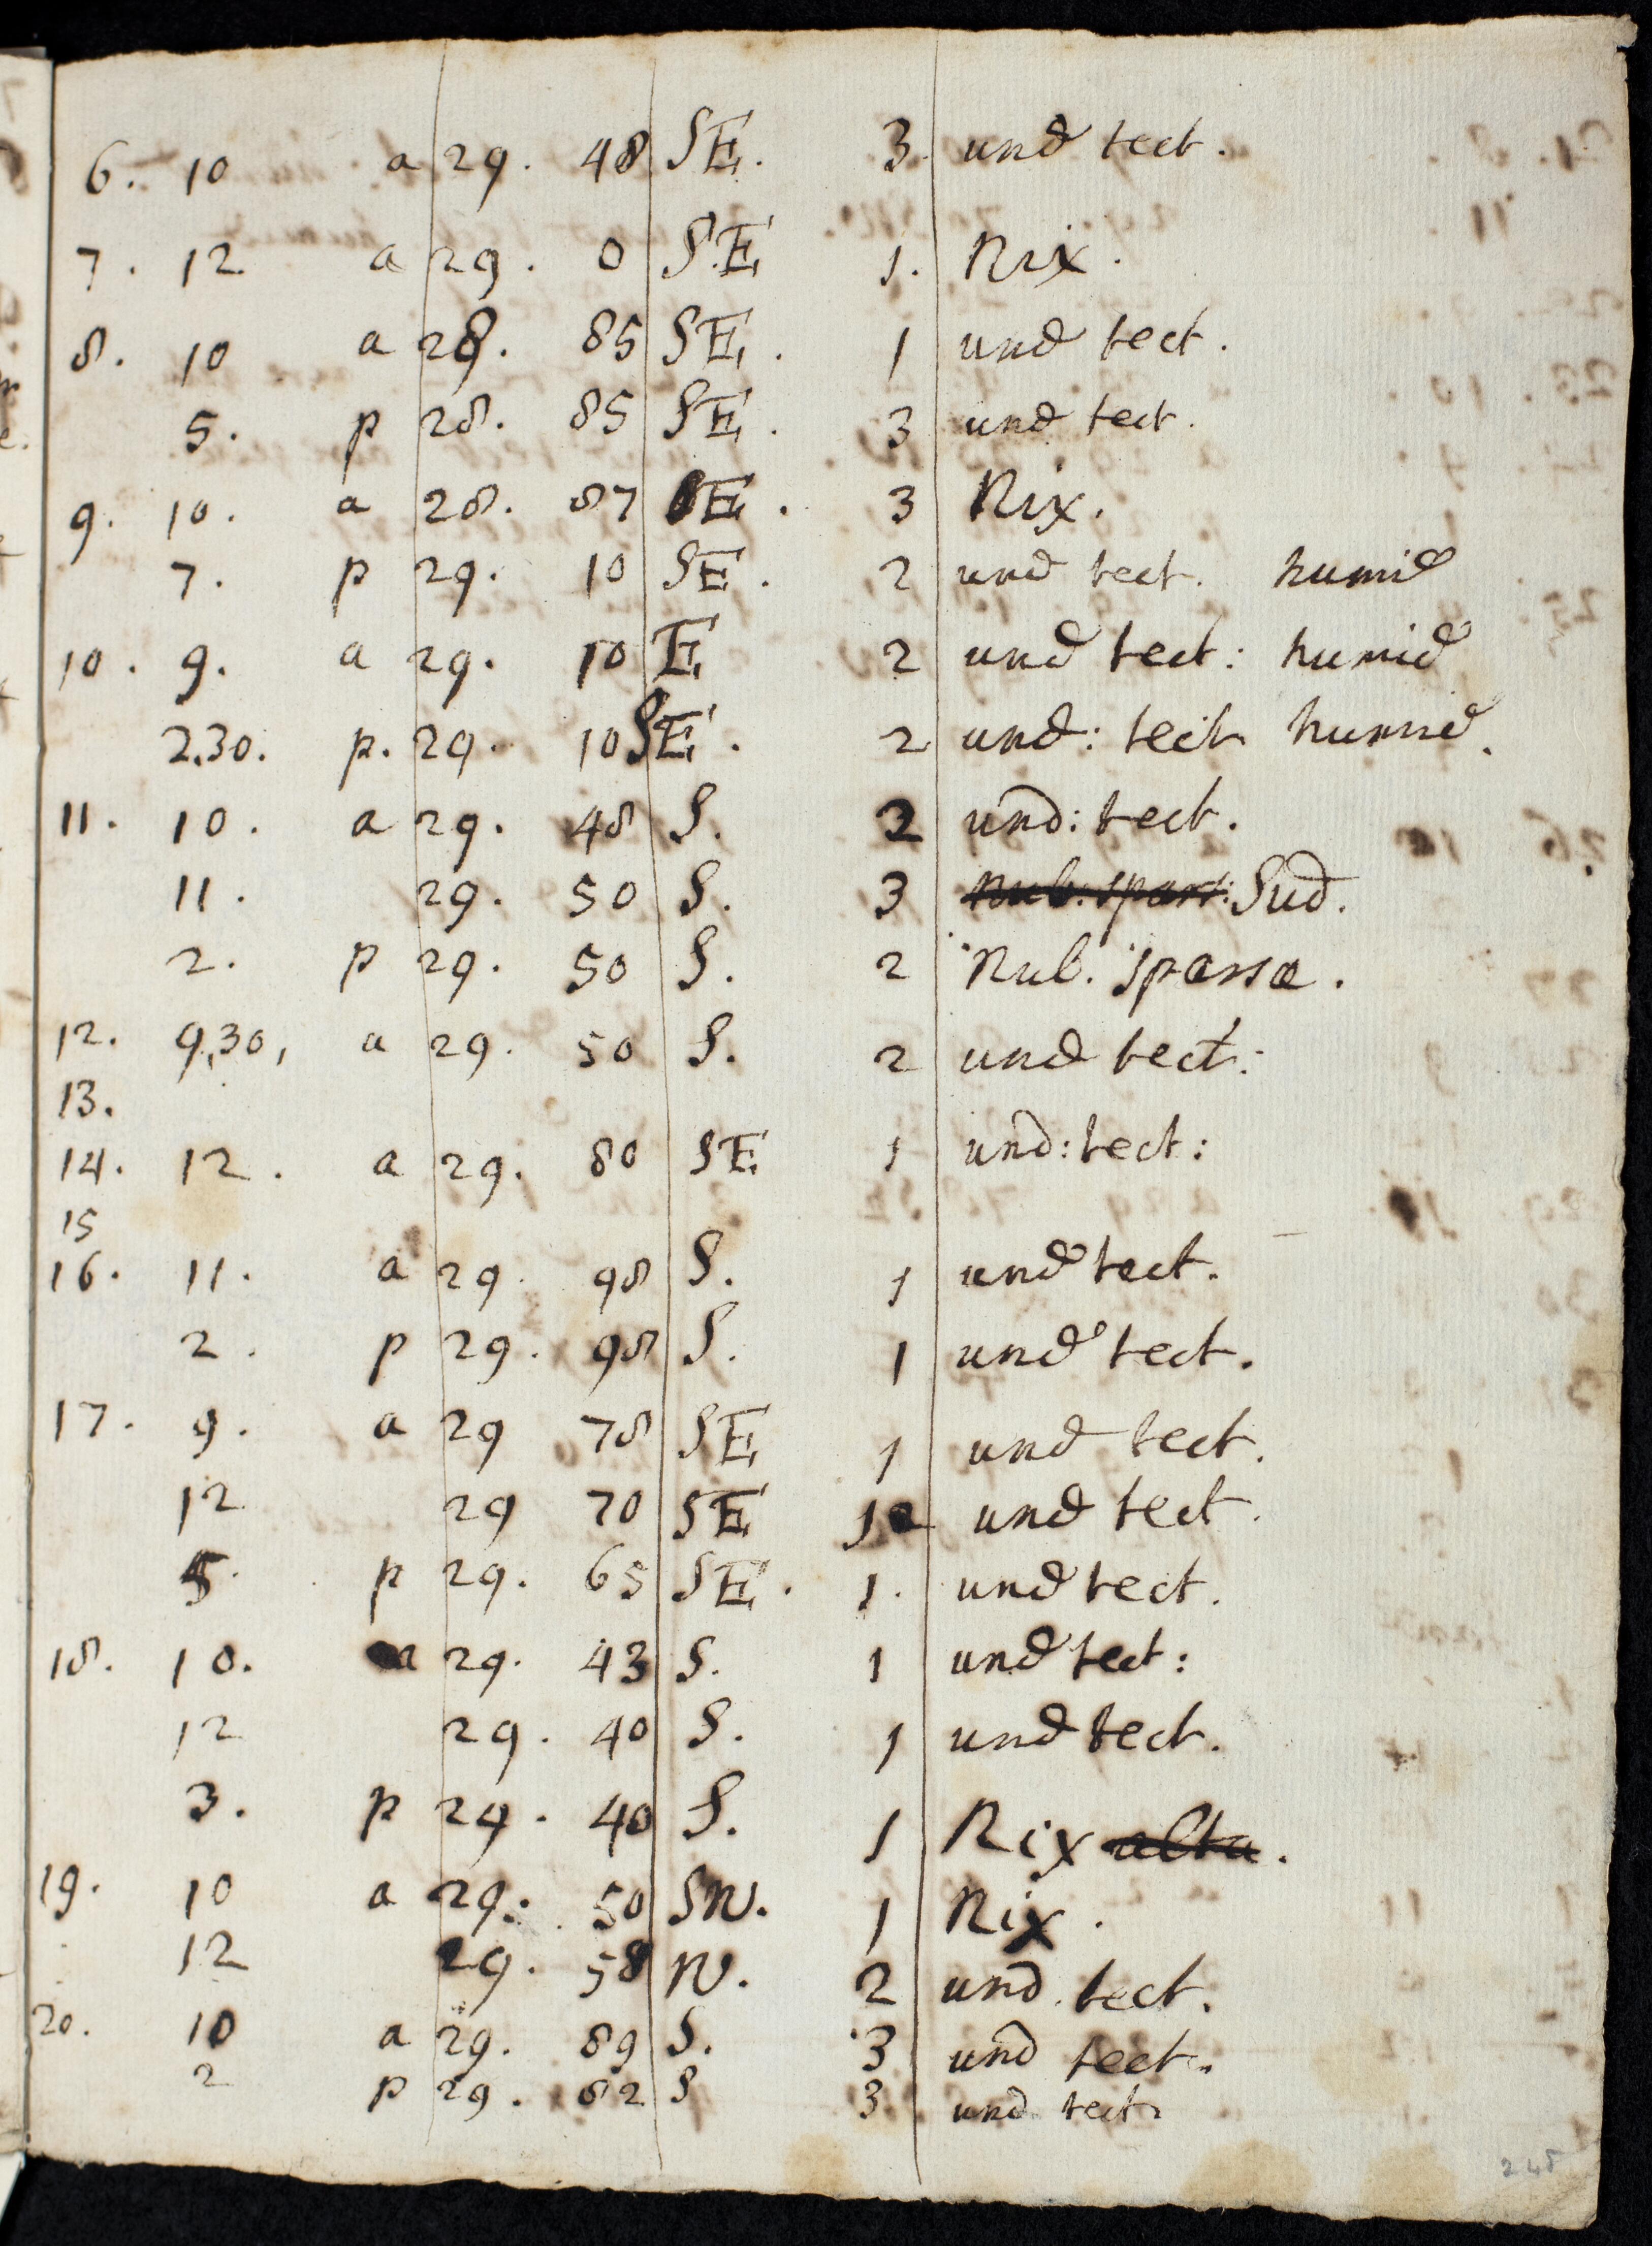 6. 10 a 29. 48 SE. 3 und tect.
7. 12 a 29. 0 SE 1. Nix.
8. 10 a 28. 85 SE. 1 und tect.
5. p 28. 85 SE. 3 und tect.
9. 10. a 28. 87 SE. 3 Nix.
7. p 29. 10 SE. 2 und tect. humid
10. 9. a 29. 10 E 2 und tect: humid
2.30. p. 29. 10 SE. 2 und: tect humid.
11. 10. a 29. 48 S. 2 und: tect.
11. 29. 50 S. 3 Nub. spars: Sud.
2. p 29. 50 S. 2 Nub. sparsa.
12. 9.30, a 29. 50 S. 2 und tect:
13.
14. 12. a 29. 80 SE 1 und: tect:
15
16. 11. a 29. 98 S. 1 und tect.
2. p 29. 98 S. 1 und tect.
17. 9. a 29 78 SE 1 und tect.
12 29 70 SE 1 und tect.
5. p 29. 65 SE. 1. und tect.
18. 10. a 29. 43 S. 1 und tect:
12 29. 40 S. 1 und tect.
3. p 29. 40 S. 1 Nix alta.
19. 10 a 29. 50 SW. 1 Nix.
12 29. 58 W. 2 und. tect.
20. 10 a 29. 89 S. 3 und tect.
2 p 29. 82 S 3 und tect
248